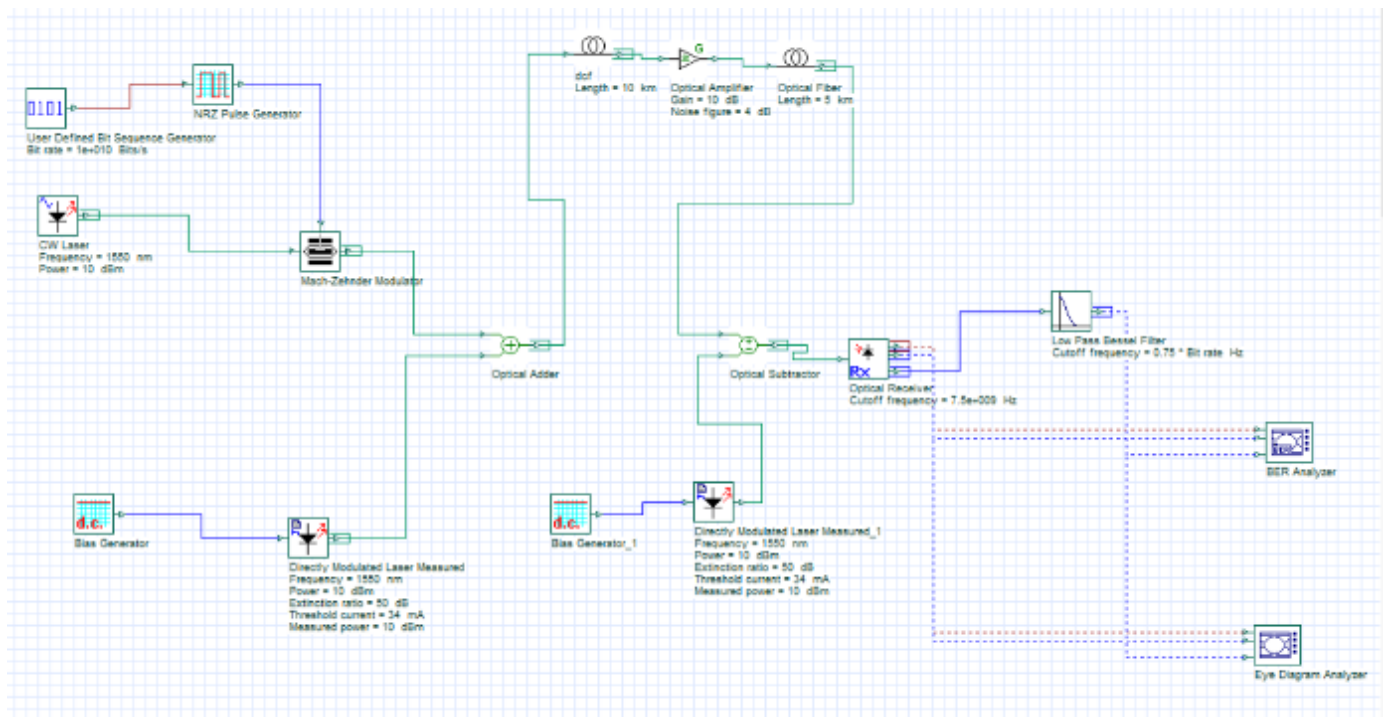 G
dcf
Length = 10 km
Optical Amplifier
Gain = 10 dB
Noise figure = 4 dB
Optical Fiber
Length = 5 km
0101
NRZ Pulse Generator
User Defined Bit Sequence Generator
Bit rate = 1e+010 Bits/s
CW Laser
Frequency = 1550 nm
Power = 10 dBm
Mach-Zehnder Modulator
Optical Adder
Optical Subtractor
Rx
Optical Receiver
Cutoff frequency = 7.5e+009 Hz
Low Pass Bessel Filter
Cutoff frequency = 0.75 * Bit rate Hz
BER Analyzer
d.c.
Bias Generator
Directly Modulated Laser Measured
Frequency = 1550 nm
Power = 10 dBm
Extinction ratio = 50 dB
Threshold current = 34 mA
Measured power = 10 dBm
d.c.
Bias Generator_1
Directly Modulated Laser Measured_1
Frequency = 1550 nm
Power = 10 dBm
Extinction ratio = 50 dB
Threshold current = 34 mA
Measured power = 10 dBm
Eye Diagram Analyzer